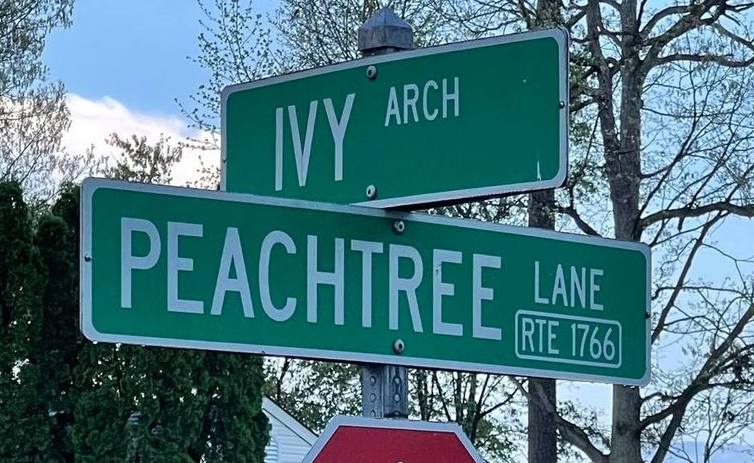 IVY ARCH
PEACHTREE LANE
RTE 1766